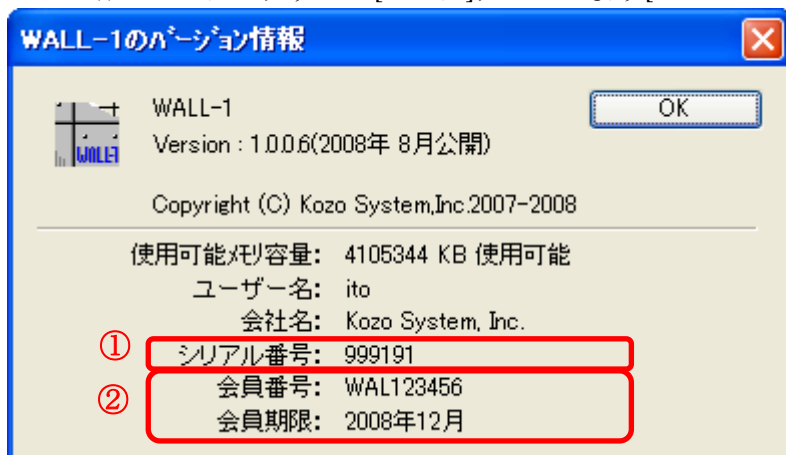 WALL-1のバージョン情報
WALL-1
OK
Version : 1.0.0.6(2008年 8月公開)
WALL-1
Copyright (C) Kozo System,Inc.2007-2008
使用可能メモリ容量: 4105344 KB 使用可能
ユーザー名: ito
会社名: Kozo System, Inc.
① シリアル番号: 999191
② 会員番号: WAL123456
会員期限: 2008年12月